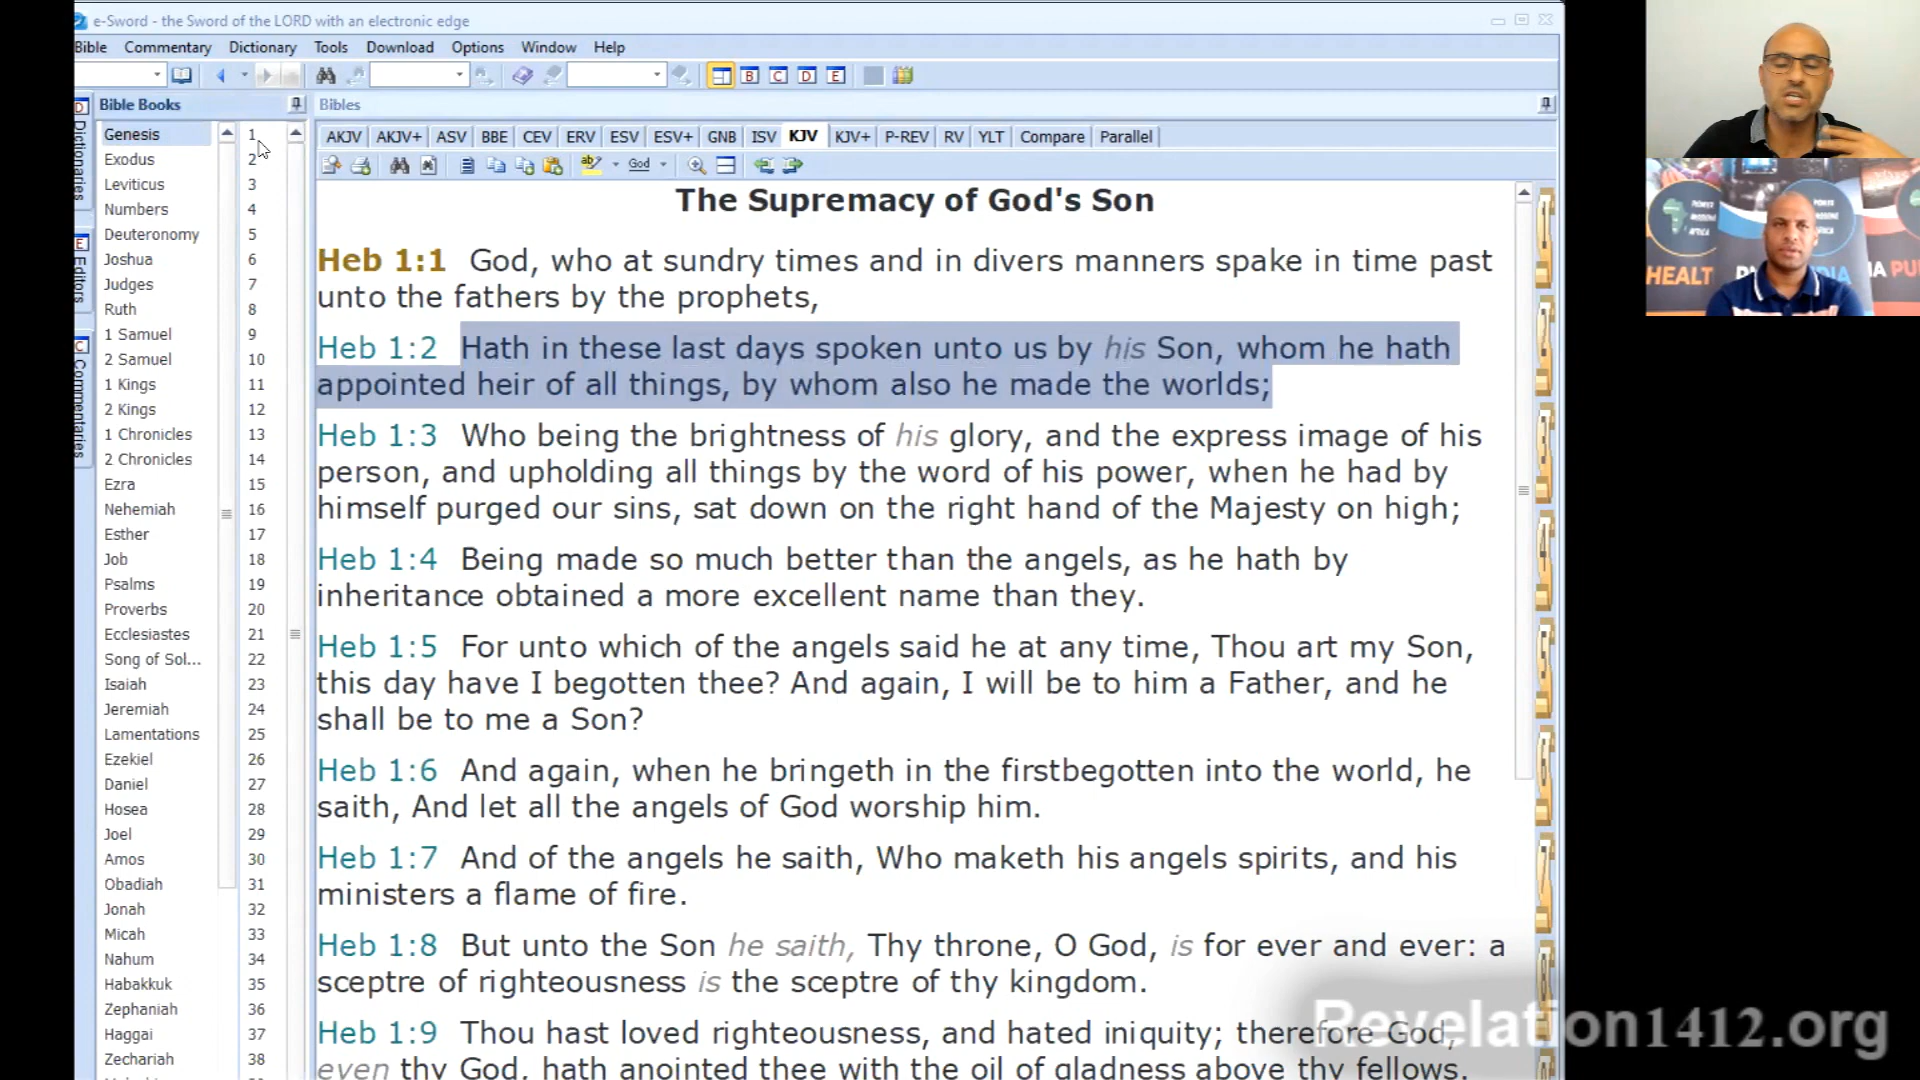 e-Sword - the Sword of the LORD with an electronic edge
Bible Commentary Dictionary Tools Download Options Window Help
B C D E
Bible Books
Bibles
AKJV AKJV+ ASV BBE CEV ERV ESV ESV+ GNB ISV KJV KJV+ P-REV RV YLT Compare Parallel
God
D Dictionaries
E Editors
C Commentaries
Genesis
Exodus
Leviticus
Numbers
Deuteronomy
Joshua
Judges
Ruth
1 Samuel
2 Samuel
1 Kings
2 Kings
1 Chronicles
2 Chronicles
Ezra
Nehemiah
Esther
Job
Psalms
Proverbs
Ecclesiastes
Song of Sol...
Isaiah
Jeremiah
Lamentations
Ezekiel
Daniel
Hosea
Joel
Amos
Obadiah
Jonah
Micah
Nahum
Habakkuk
Zephaniah
Haggai
Zechariah
1
2
3
4
5
6
7
8
9
10
11
12
13
14
15
16
17
18
19
20
21
22
23
24
25
26
27
28
29
30
31
32
33
34
35
36
37
38
The Supremacy of God's Son
Heb 1:1 God, who at sundry times and in divers manners spake in time past
unto the fathers by the prophets,
Heb 1:2 Hath in these last days spoken unto us by his Son, whom he hath
appointed heir of all things, by whom also he made the worlds;
Heb 1:3 Who being the brightness of his glory, and the express image of his
person, and upholding all things by the word of his power, when he had by
himself purged our sins, sat down on the right hand of the Majesty on high;
Heb 1:4 Being made so much better than the angels, as he hath by
inheritance obtained a more excellent name than they.
Heb 1:5 For unto which of the angels said he at any time, Thou art my Son,
this day have I begotten thee? And again, I will be to him a Father, and he
shall be to me a Son?
Heb 1:6 And again, when he bringeth in the firstbegotten into the world, he
saith, And let all the angels of God worship him.
Heb 1:7 And of the angels he saith, Who maketh his angels spirits, and his
ministers a flame of fire.
Heb 1:8 But unto the Son he saith, Thy throne, O God, is for ever and ever: a
sceptre of righteousness is the sceptre of thy kingdom.
Heb 1:9 Thou hast loved righteousness, and hated iniquity; therefore God,
even thy God, hath anointed thee with the oil of gladness above thy fellows.
HEALT
Revelation1412.org